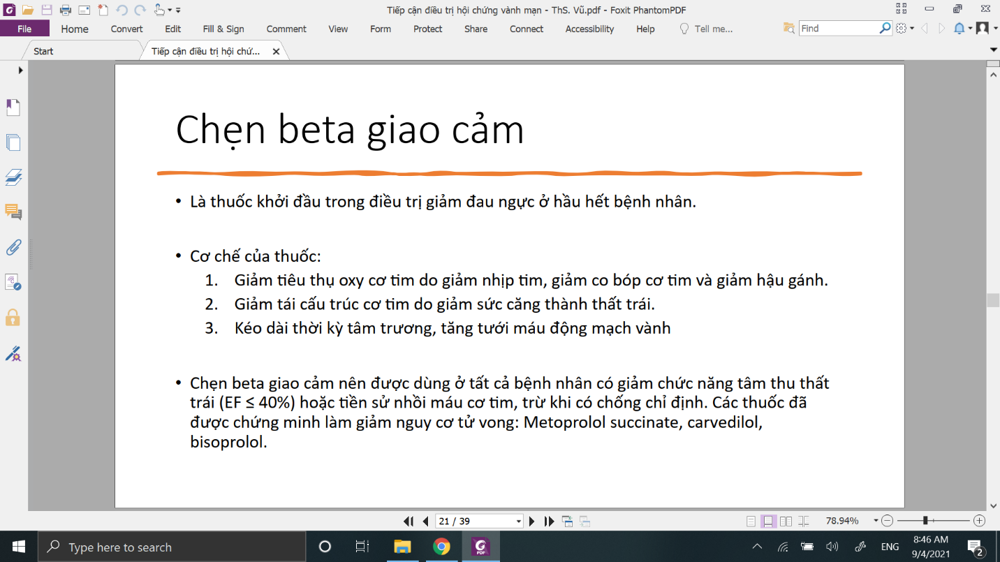 Tiếp cận điều trị hội chứng vành mạn - ThS. Vũ.pdf - Foxit PhantomPDF
File Home Convert Edit Fill & Sign Comment View Form Protect Share Connect Accessibility Help Tell me... Find
Start Tiếp cận điều trị hội chứ...
Chẹn beta giao cảm
• Là thuốc khởi đầu trong điều trị giảm đau ngực ở hầu hết bệnh nhân.
• Cơ chế của thuốc:
1. Giảm tiêu thụ oxy cơ tim do giảm nhịp tim, giảm co bóp cơ tim và giảm hậu gánh.
2. Giảm tái cấu trúc cơ tim do giảm sức căng thành thất trái.
3. Kéo dài thời kỳ tâm trương, tăng tưới máu động mạch vành
• Chẹn beta giao cảm nên được dùng ở tất cả bệnh nhân có giảm chức năng tâm thu thất
trái (EF ≤ 40%) hoặc tiền sử nhồi máu cơ tim, trừ khi có chống chỉ định. Các thuốc đã
được chứng minh làm giảm nguy cơ tử vong: Metoprolol succinate, carvedilol,
bisoprolol.
21 / 39 78.94%
Type here to search ENG 8:46 AM
9/4/2021 2